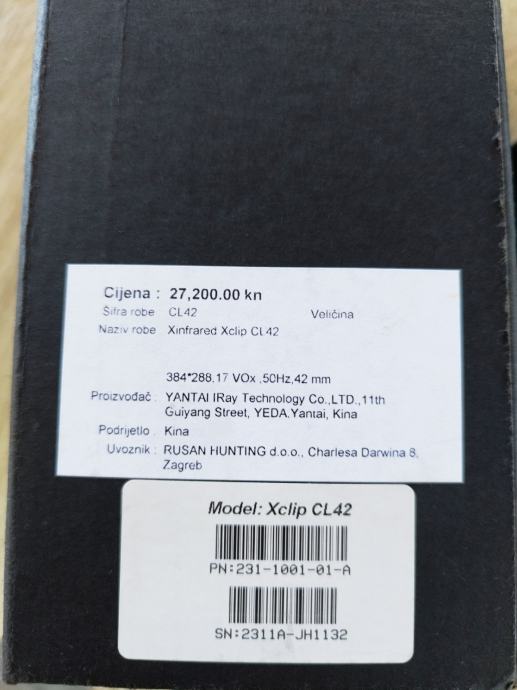 Cijena : 27,200.00 kn
Šifra robe CL42 Veličina
Naziv robe Xinfrared Xclip CL42
384*288,17 VOx ,50Hz,42 mm
Proizvođač : YANTAI IRay Technology Co.,LTD.,11th
Guiyang Street, YEDA,Yantai, Kina
Podrijetlo : Kina
Uvoznik : RUSAN HUNTING d.o.o., Charlesa Darwina 8,
Zagreb
Model: Xclip CL42
PN:231-1001-01-A
SN:2311A-JH1132